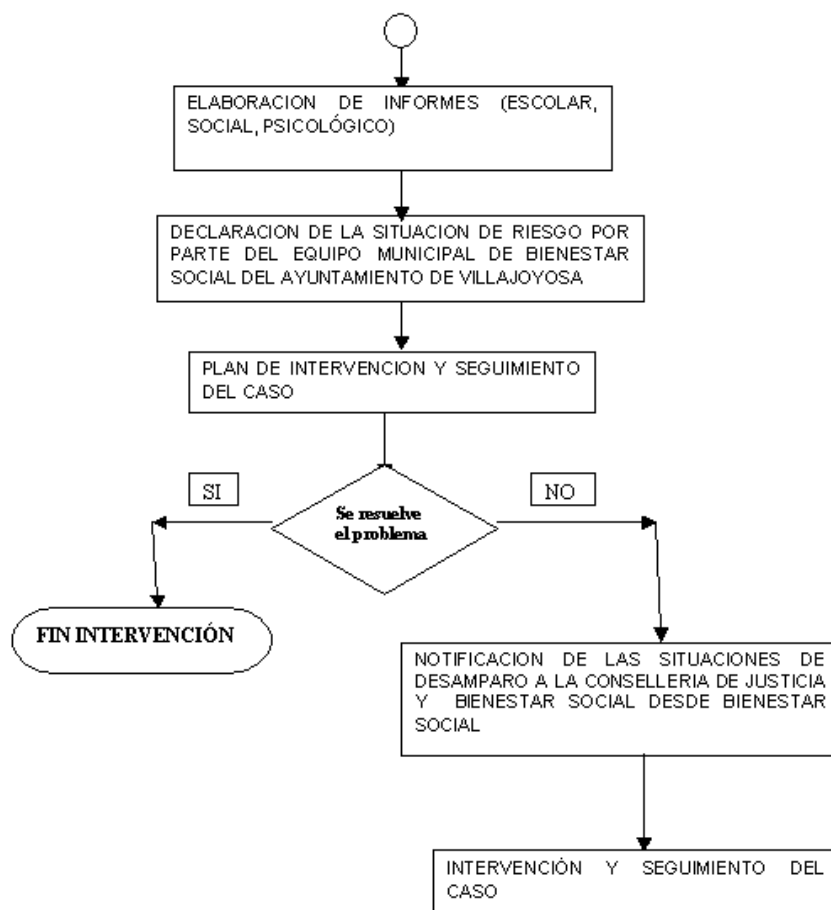 ELABORACION DE INFORMES (ESCOLAR,
SOCIAL, PSICOLÓGICO)
DECLARACION DE LA SITUACION DE RIESGO POR
PARTE DEL EQUIPO MUNICIPAL DE BIENESTAR
SOCIAL DEL AYUNTAMIENTO DE VILLAJOYOSA
PLAN DE INTERVENCION Y SEGUIMIENTO
DEL CASO
SI
NO
Se resuelve
el problema
FIN INTERVENCIÓN
NOTIFICACION DE LAS SITUACIONES DE
DESAMPARO A LA CONSELLERIA DE JUSTICIA
Y BIENESTAR SOCIAL DESDE BIENESTAR
SOCIAL
INTERVENCIÓN Y SEGUIMIENTO DEL
CASO